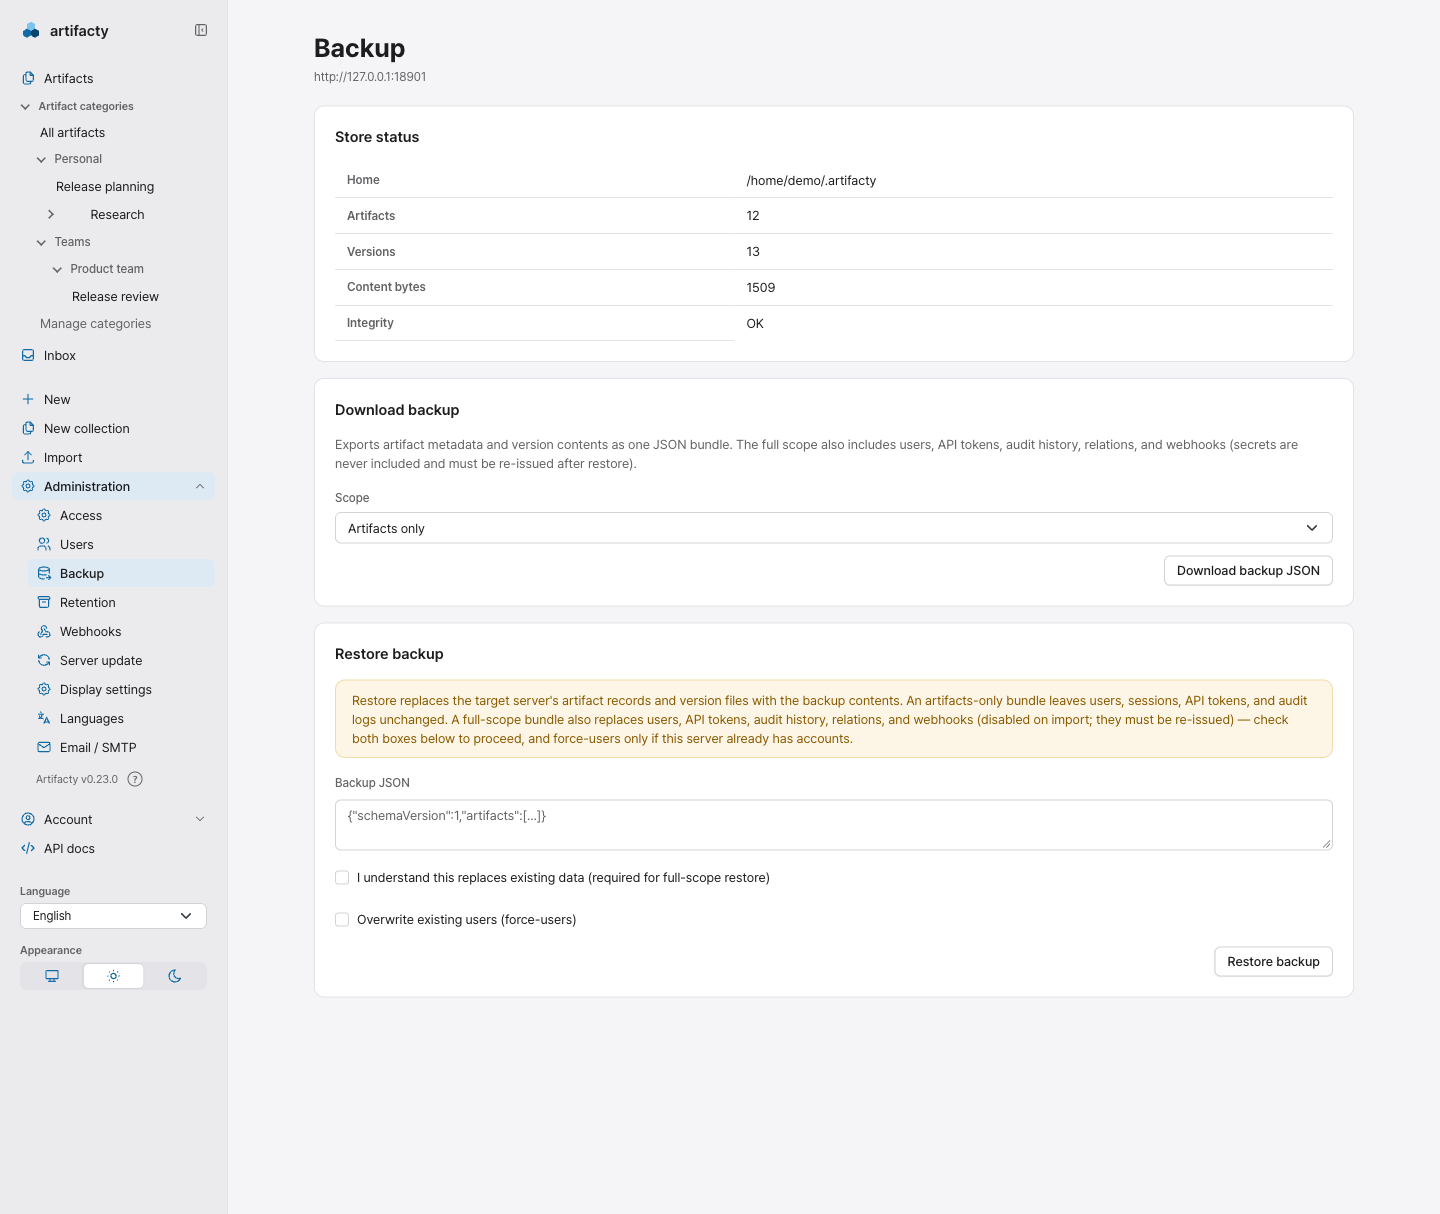 artifacty
Artifacts
Artifact categories
All artifacts
Personal
Release planning
Research
Teams
Product team
Release review
Manage categories
Inbox
New
New collection
Import
Administration
Access
Users
Backup
Retention
Webhooks
Server update
Display settings
Languages
Email / SMTP
Artifacty v0.23.0 ?
Account
API docs
Language
English
Appearance
Backup
http://127.0.0.1:18901
Store status
Home /home/demo/.artifacty
Artifacts 12
Versions 13
Content bytes 1509
Integrity OK
Download backup
Exports artifact metadata and version contents as one JSON bundle. The full scope also includes users, API tokens, audit history, relations, and webhooks (secrets are
never included and must be re-issued after restore).
Scope
Artifacts only
Download backup JSON
Restore backup
Restore replaces the target server's artifact records and version files with the backup contents. An artifacts-only bundle leaves users, sessions, API tokens, and audit
logs unchanged. A full-scope bundle also replaces users, API tokens, audit history, relations, and webhooks (disabled on import; they must be re-issued) — check
both boxes below to proceed, and force-users only if this server already has accounts.
Backup JSON
{"schemaVersion":1,"artifacts":[...]}
I understand this replaces existing data (required for full-scope restore)
Overwrite existing users (force-users)
Restore backup